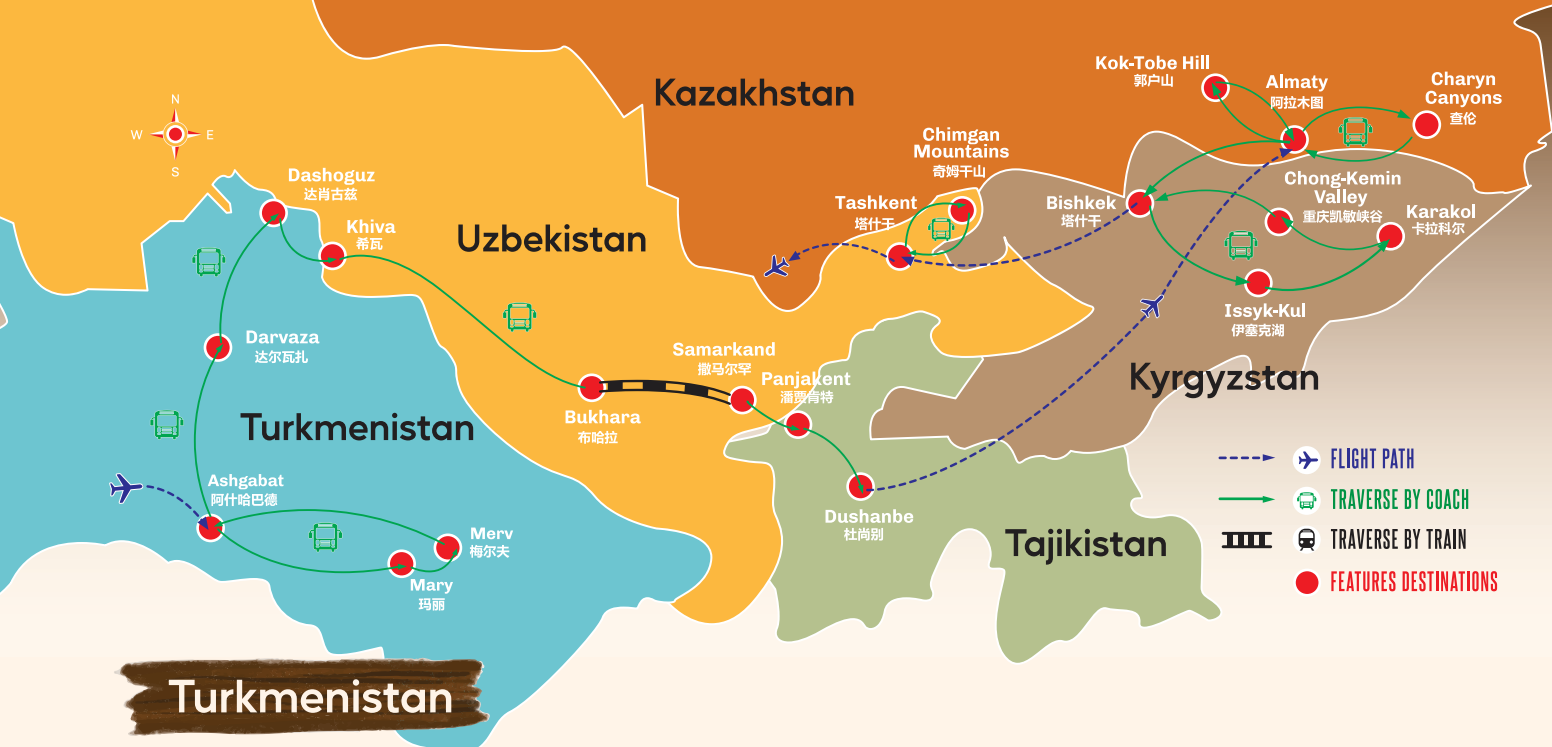 Kazakhstan
Kok-Tobe Hill
郭户山
Almaty
阿拉木图
Charyn
Canyons
查伦
N
W
E
S
Chimgan
Mountains
奇姆干山
Dashoguz
达肖古兹
Tashkent
塔什干
Bishkek
塔什干
Chong-Kemin
Valley
重庆凯敏峡谷
Karakol
卡拉科尔
Khiva
希瓦
Uzbekistan
Issyk-Kul
伊塞克湖
Darvaza
达尔瓦扎
Samarkand
撒马尔罕
Panjakent
潘贾肯特
Kyrgyzstan
Bukhara
布哈拉
Turkmenistan
Ashgabat
阿什哈巴德
Dushanbe
杜尚别
Merv
梅尔夫
Mary
玛丽
Tajikistan
FLIGHT PATH
TRAVERSE BY COACH
TRAVERSE BY TRAIN
FEATURES DESTINATIONS
Turkmenistan